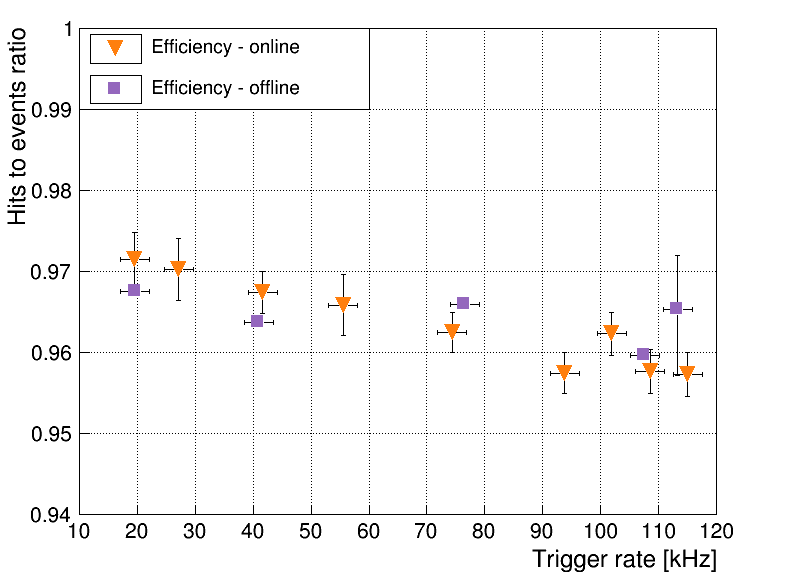 Hits to events ratio
Efficiency - online
Efficiency - offline
1
0.99
0.98
0.97
0.96
0.95
0.94
10 20 30 40 50 60 70 80 90 100 110 120
Trigger rate [kHz]